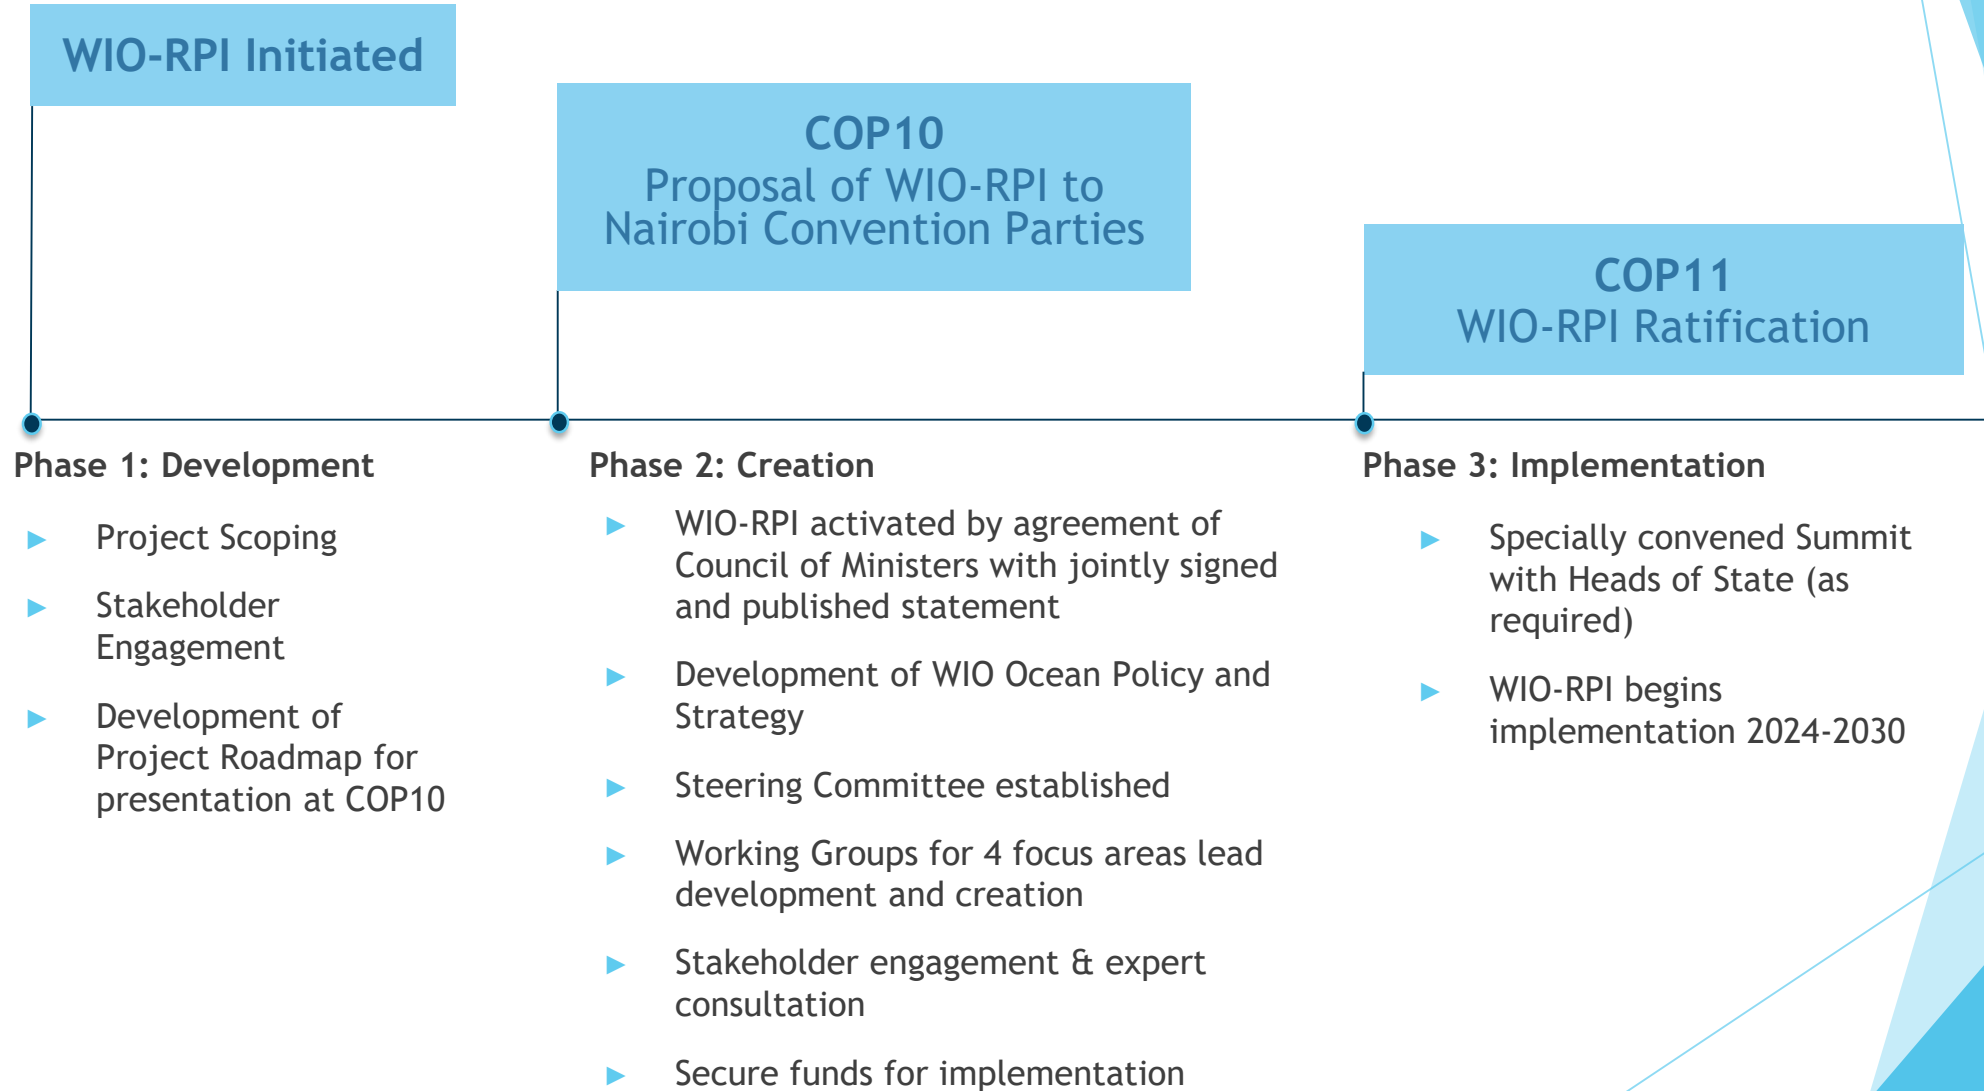 WIO-RPI Initiated
COP10
Proposal of WIO-RPI to
Nairobi Convention Parties
COP11
WIO-RPI Ratification
Phase 1: Development
► Project Scoping
► Stakeholder
Engagement
► Development of
Project Roadmap for
presentation at COP10
Phase 2: Creation
► WIO-RPI activated by agreement of
Council of Ministers with jointly signed
and published statement
► Development of WIO Ocean Policy and
Strategy
► Steering Committee established
► Working Groups for 4 focus areas lead
development and creation
► Stakeholder engagement & expert
consultation
► Secure funds for implementation
Phase 3: Implementation
► Specially convened Summit
with Heads of State (as
required)
► WIO-RPI begins
implementation 2024-2030